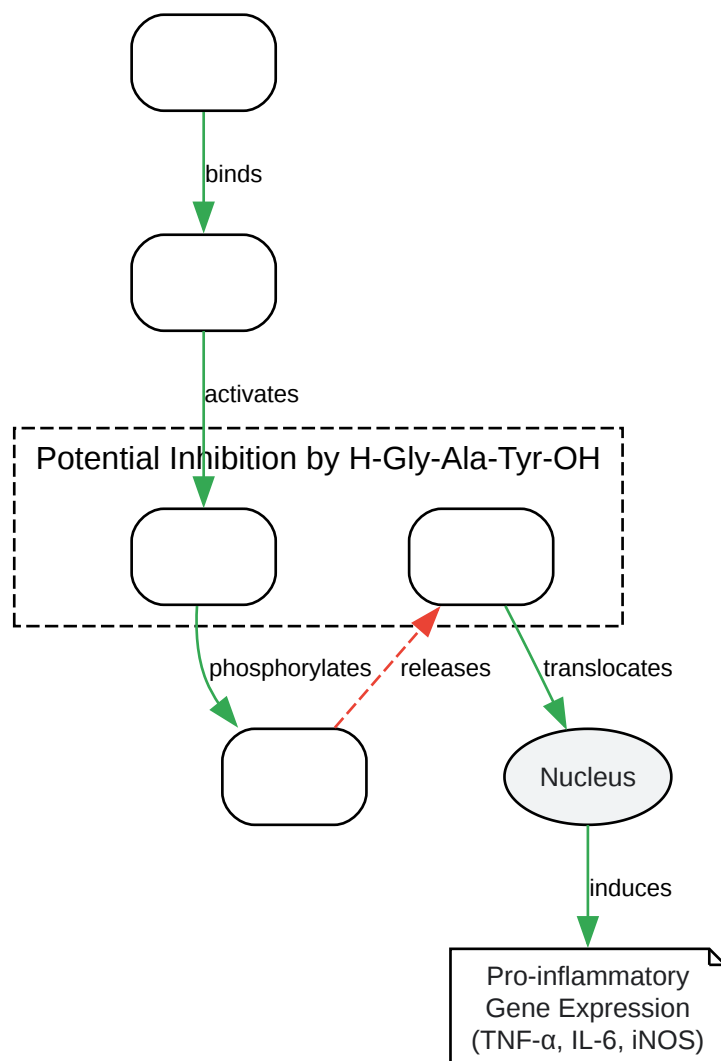 binds
activates
Potential Inhibition by H-Gly-Ala-Tyr-OH
phosphorylates
releases
translocates
Nucleus
induces
Pro-inflammatory
Gene Expression
(TNF-α, IL-6, iNOS)